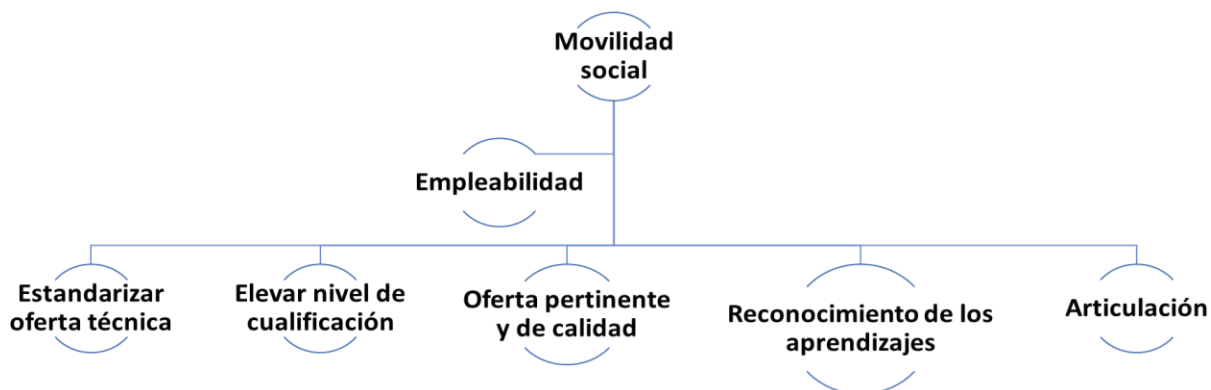 Movilidad
social
Empleabilidad
Estandarizar
oferta técnica
Elevar nivel de
cualificación
Oferta pertinente
y de calidad
Reconocimiento de los
aprendizajes
Articulación